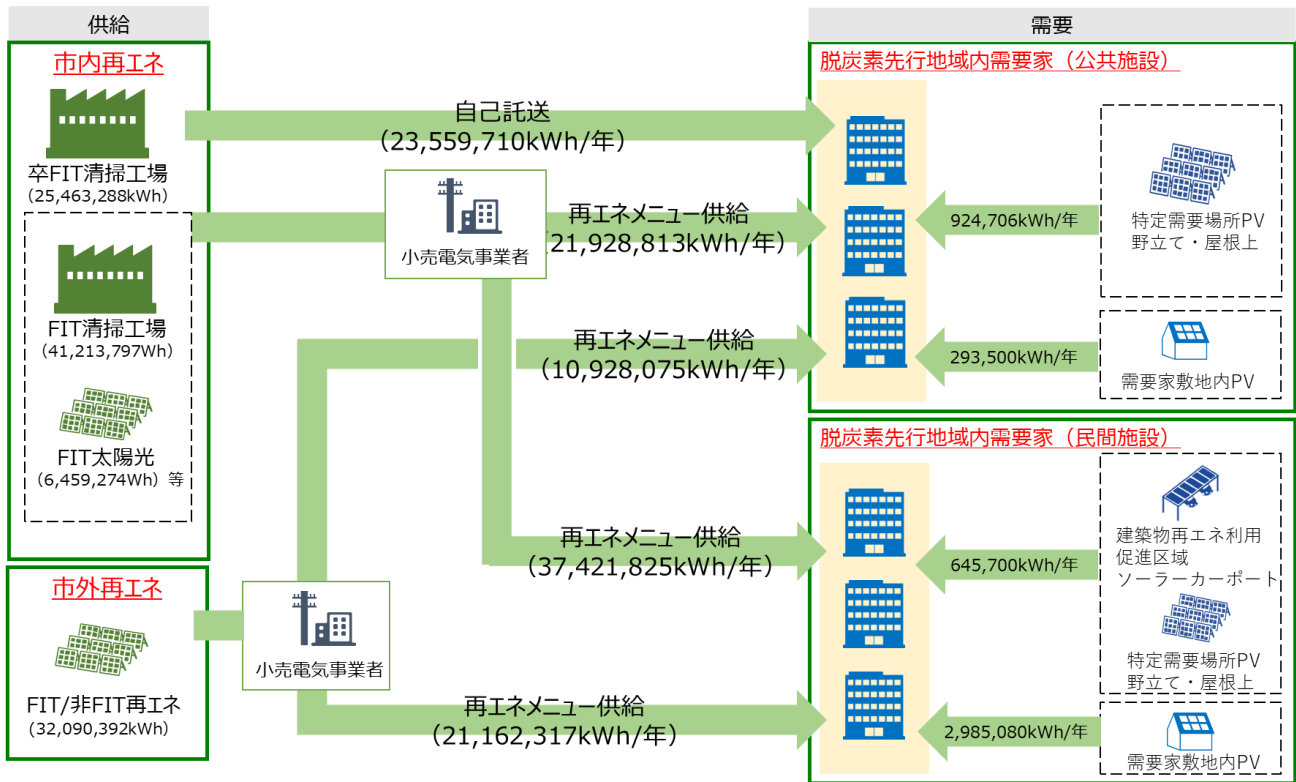 供給
需要
市内再エネ
卒FIT清掃工場
(25,463,288kWh)
FIT清掃工場
(41,213,797Wh)
FIT太陽光
(6,459,274Wh）等
市外再エネ
FIT/非FIT再エネ
(32,090,392kWh)
自己託送
（23,559,710kWh/年）
小売電気事業者
再エネメニュー供給
（21,928,813kWh/年）
再エネメニュー供給
（10,928,075kWh/年）
再エネメニュー供給
（37,421,825kWh/年）
小売電気事業者
再エネメニュー供給
（21,162,317kWh/年）
脱炭素先行地域内需要家（公共施設）
924,706kWh/年
特定需要場所PV
野立て・屋根上
293,500kWh/年
需要家敷地内PV
脱炭素先行地域内需要家（民間施設）
645,700kWh/年
建築物再エネ利用
促進区域
ソーラーカーポート
特定需要場所PV
野立て・屋根上
2,985,080kWh/年
需要家敷地内PV